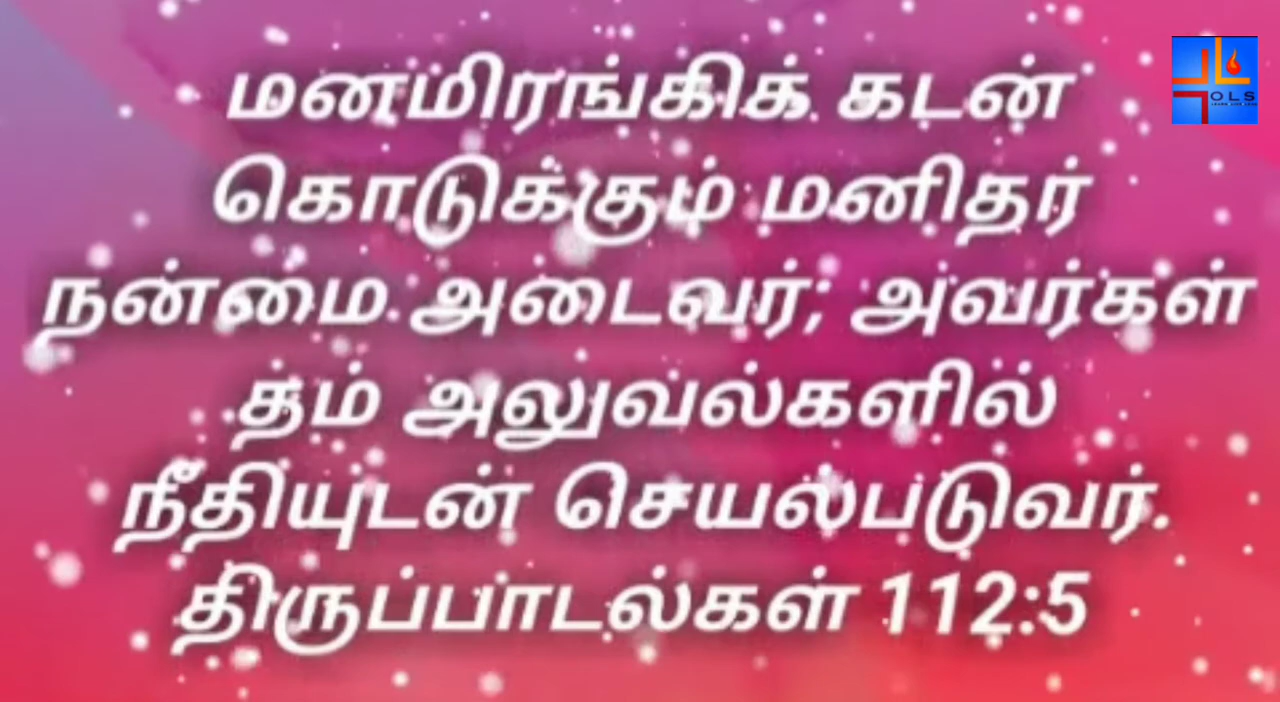 மனமிரங்கிக் கடன்
கொடுக்கும் மனிதர்
நன்மை அடைவர்; அவர்கள்
தம் அலுவல்களில்
நீதியுடன் செயல்படுவர்.
திருப்பாடல்கள் 112:5
OLS